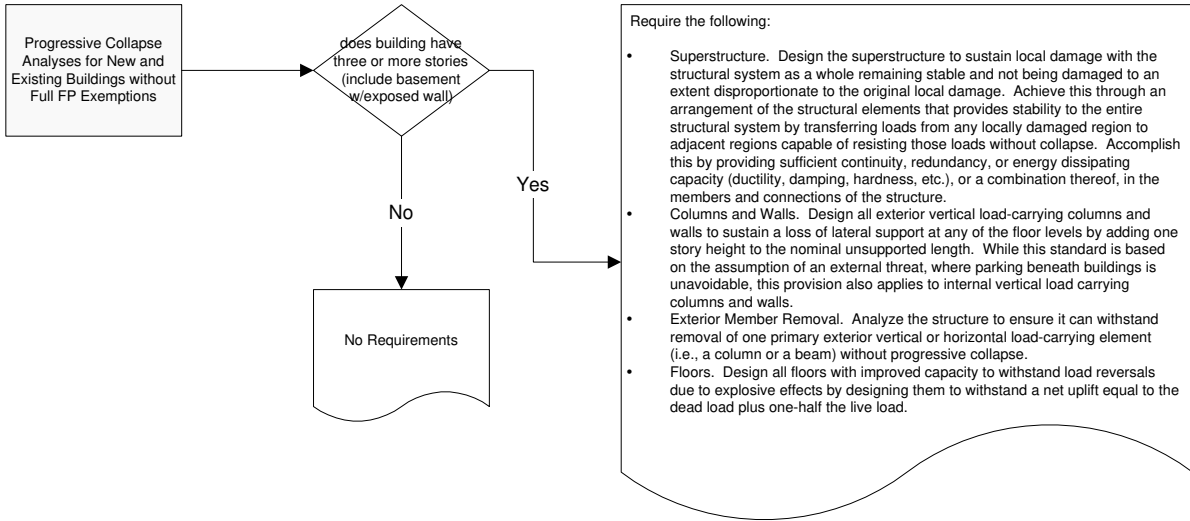 Progressive Collapse
Analyses for New and
Existing Buildings without
Full FP Exemptions
does building have
three or more stories
(include basement
w/exposed wall)
No
Yes
No Requirements
Require the following:
• Superstructure. Design the superstructure to sustain local damage with the
structural system as a whole remaining stable and not being damaged to an
extent disproportionate to the original local damage. Achieve this through an
arrangement of the structural elements that provides stability to the entire
structural system by transferring loads from any locally damaged region to
adjacent regions capable of resisting those loads without collapse. Accomplish
this by providing sufficient continuity, redundancy, or energy dissipating
capacity (ductility, damping, hardness, etc.), or a combination thereof, in the
members and connections of the structure.
• Columns and Walls. Design all exterior vertical load-carrying columns and
walls to sustain a loss of lateral support at any of the floor levels by adding one
story height to the nominal unsupported length. While this standard is based
on the assumption of an external threat, where parking beneath buildings is
unavoidable, this provision also applies to internal vertical load carrying
columns and walls.
• Exterior Member Removal. Analyze the structure to ensure it can withstand
removal of one primary exterior vertical or horizontal load-carrying element
(i.e., a column or a beam) without progressive collapse.
• Floors. Design all floors with improved capacity to withstand load reversals
due to explosive effects by designing them to withstand a net uplift equal to the
dead load plus one-half the live load.